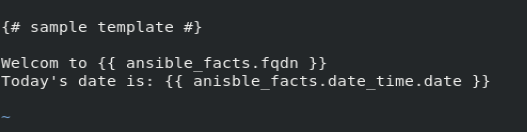 {# sample template #}
Welcom to {{ ansible_facts.fqdn }}
Today's date is: {{ anisble_facts.date_time.date }}
~